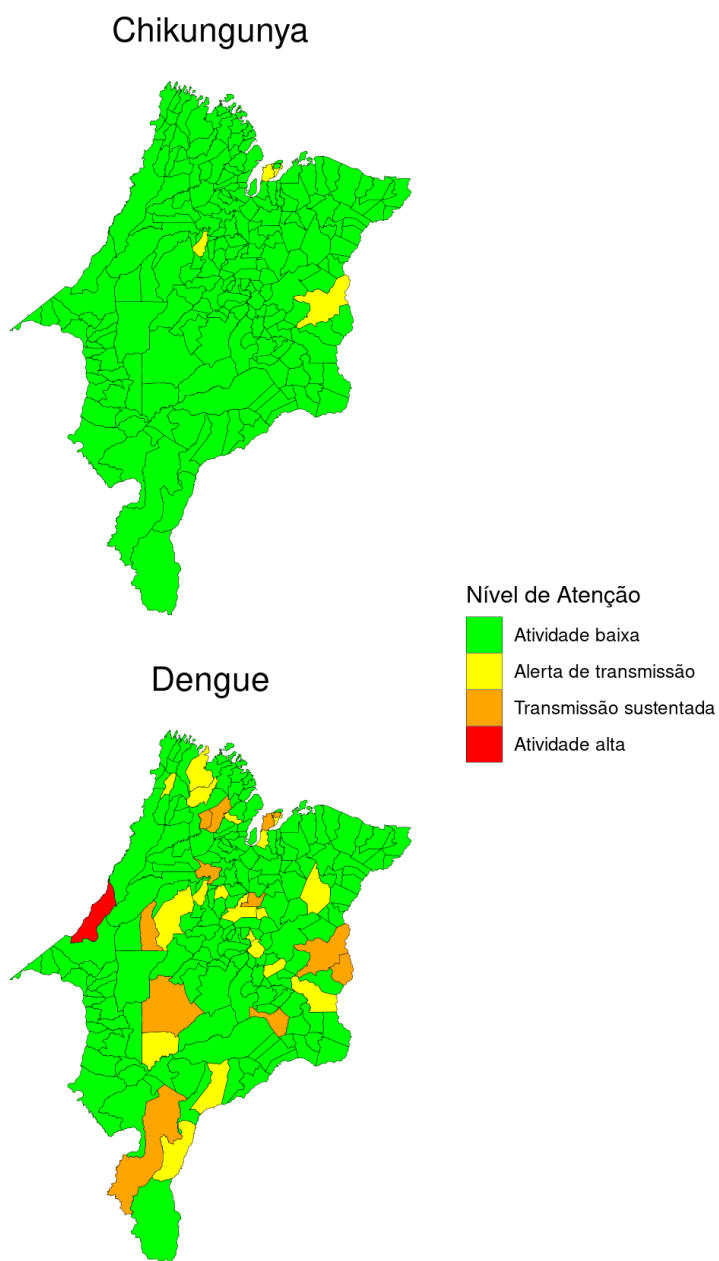 Chikungunya
Nível de Atenção
Atividade baixa
Alerta de transmissão
Transmissão sustentada
Atividade alta
Dengue